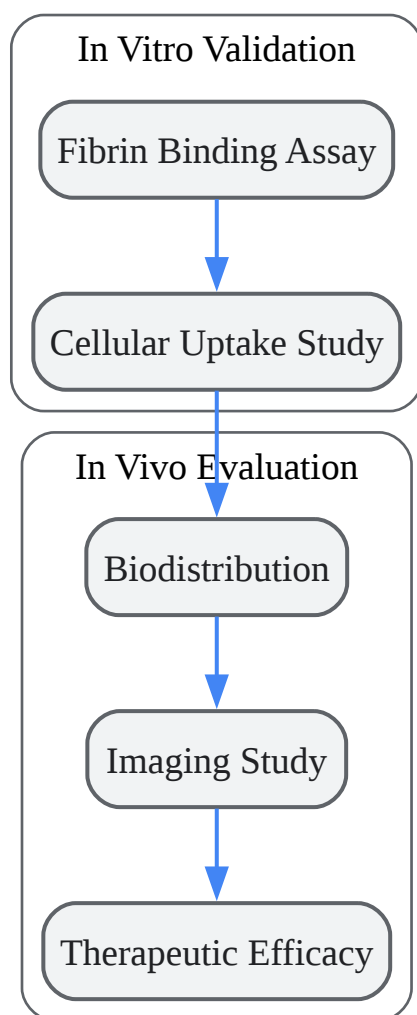 In Vitro Validation
Fibrin Binding Assay
Cellular Uptake Study
In Vivo Evaluation
Biodistribution
Imaging Study
Therapeutic Efficacy